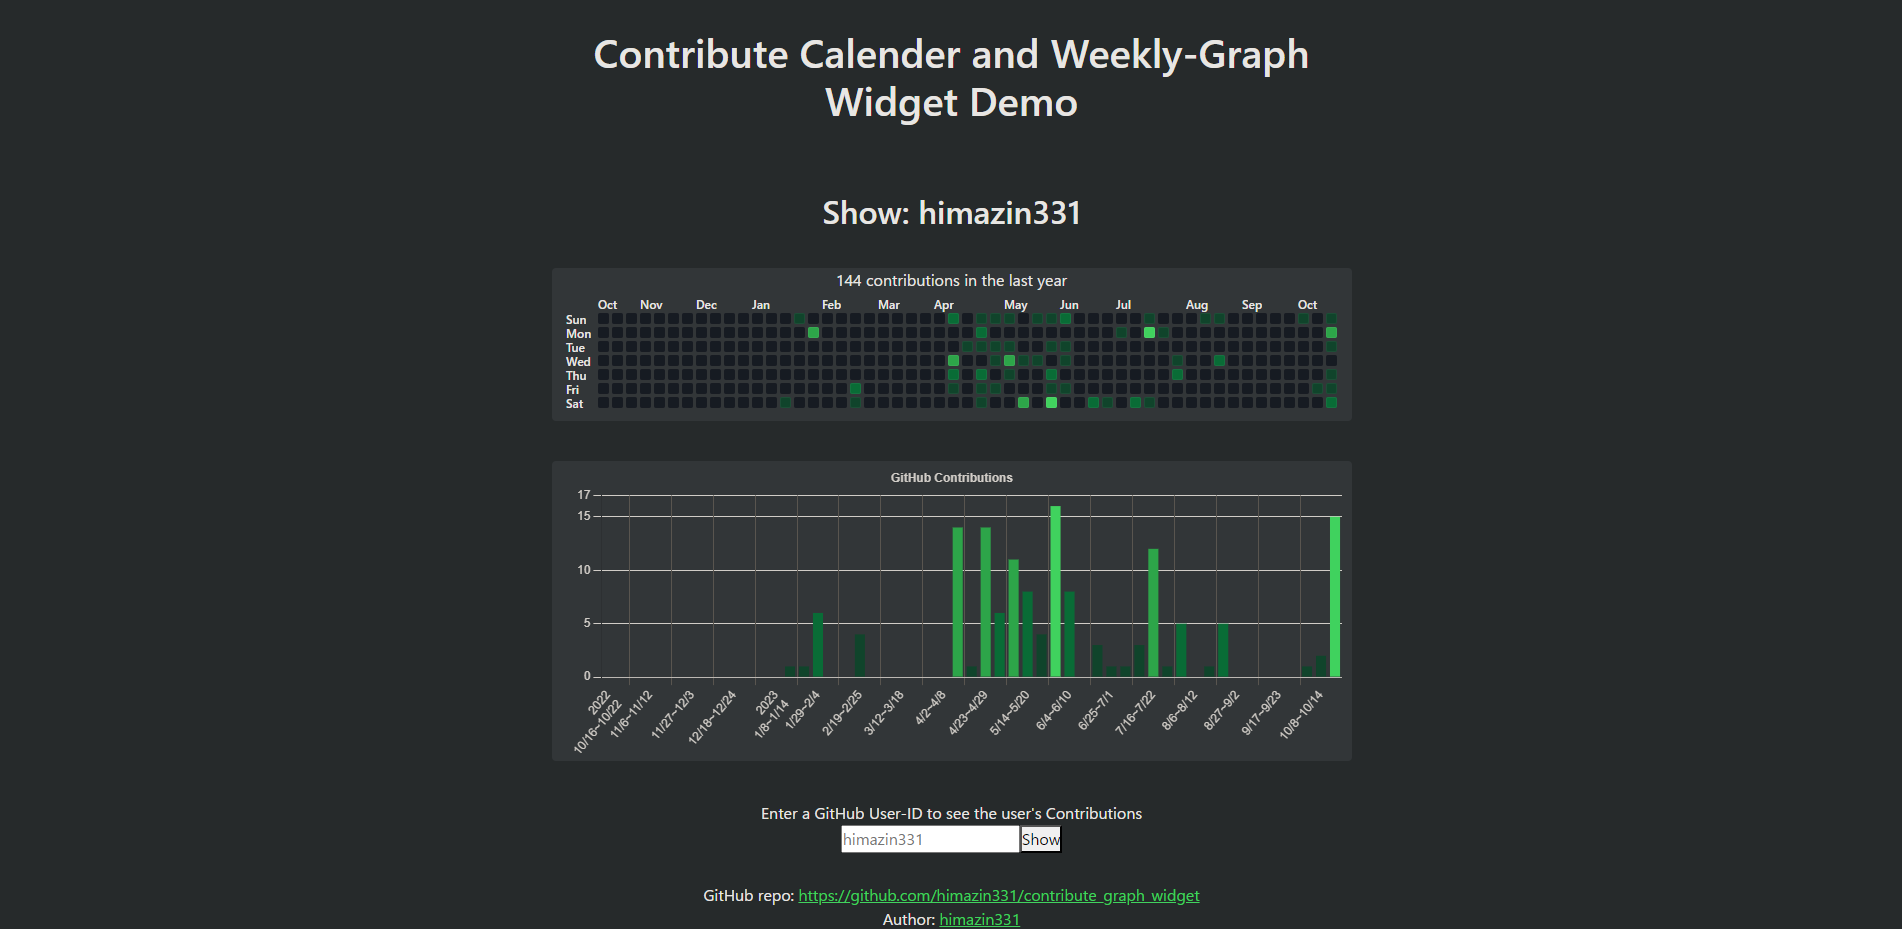 Contribute Calender and Weekly-Graph
Widget Demo
Show: himazin331
144 contributions in the last year
Oct Nov Dec Jan Feb Mar Apr May Jun Jul Aug Sep Oct
Sun
Mon
Tue
Wed
Thu
Fri
Sat
GitHub Contributions
17
15
10
5
0
2022
10/16~10/22
11/6~11/12
11/27~12/3
12/18~12/24
2023
1/8~1/14
1/29~2/4
2/19~2/25
3/12~3/18
4/2~4/8
4/23~4/29
5/14~5/20
6/4~6/10
6/25~7/1
7/16~7/22
8/6~8/12
8/27~9/2
9/17~9/23
10/8~10/14
Enter a GitHub User-ID to see the user's Contributions
himazin331 Show
GitHub repo: https://github.com/himazin331/contribute_graph_widget
Author: himazin331